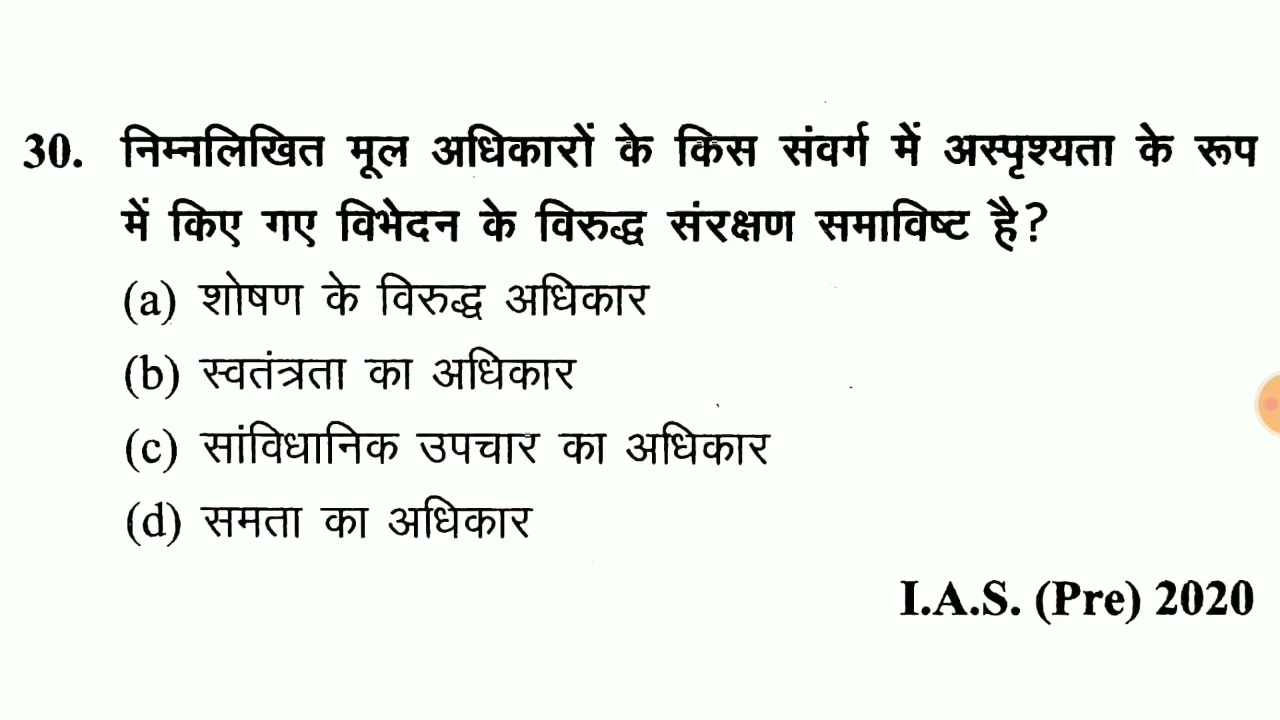 30. निम्नलिखित मूल अधिकारों के किस संवर्ग में अस्पृश्यता के रूप
में किए गए विभेदन के विरुद्ध संरक्षण समाविष्ट है?
(a) शोषण के विरुद्ध अधिकार
(b) स्वतंत्रता का अधिकार
(c) सांविधानिक उपचार का अधिकार
(d) समता का अधिकार
I.A.S. (Pre) 2020